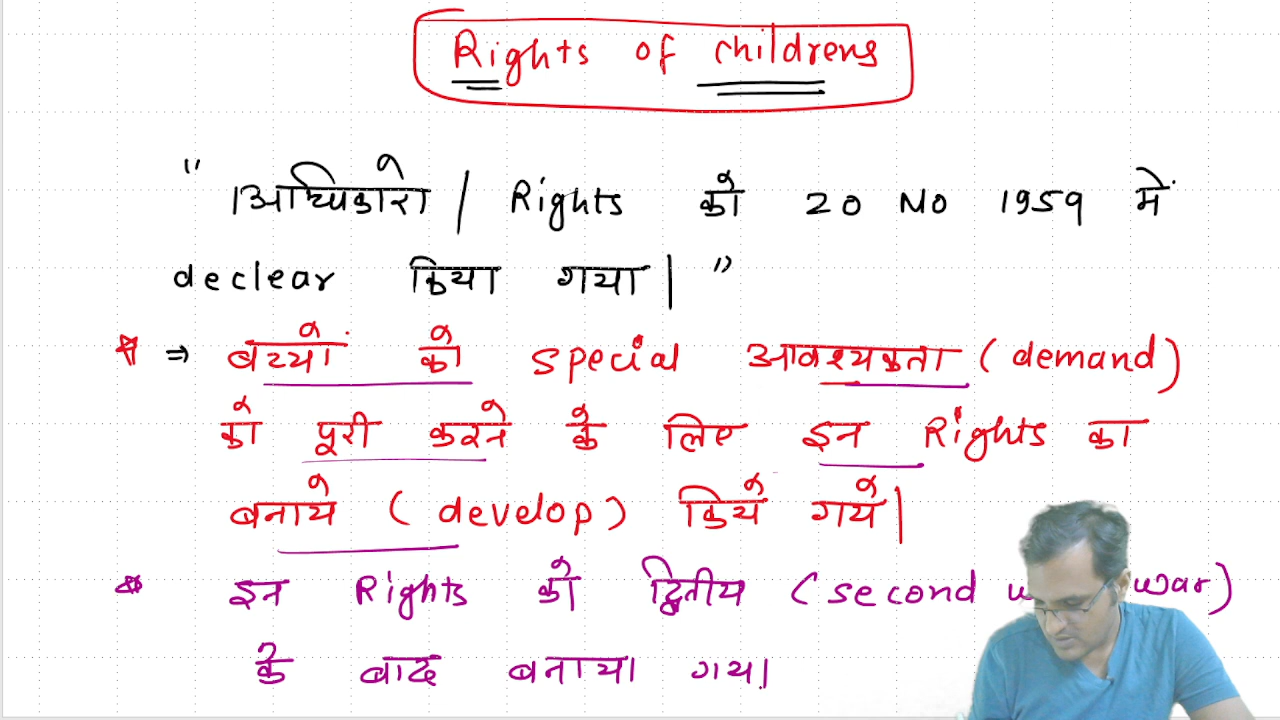 Rights of childrens
" अधिकारो / Rights को 20 No 1959 में
declear किया गया। "
⇒ बच्चों को special आवश्यकता (demand)
को पूरी करने के लिए इन Rights का
बनाये (develop) किये गये।
इन Rights को द्वितीय (second war)
के बाद बनाया गया